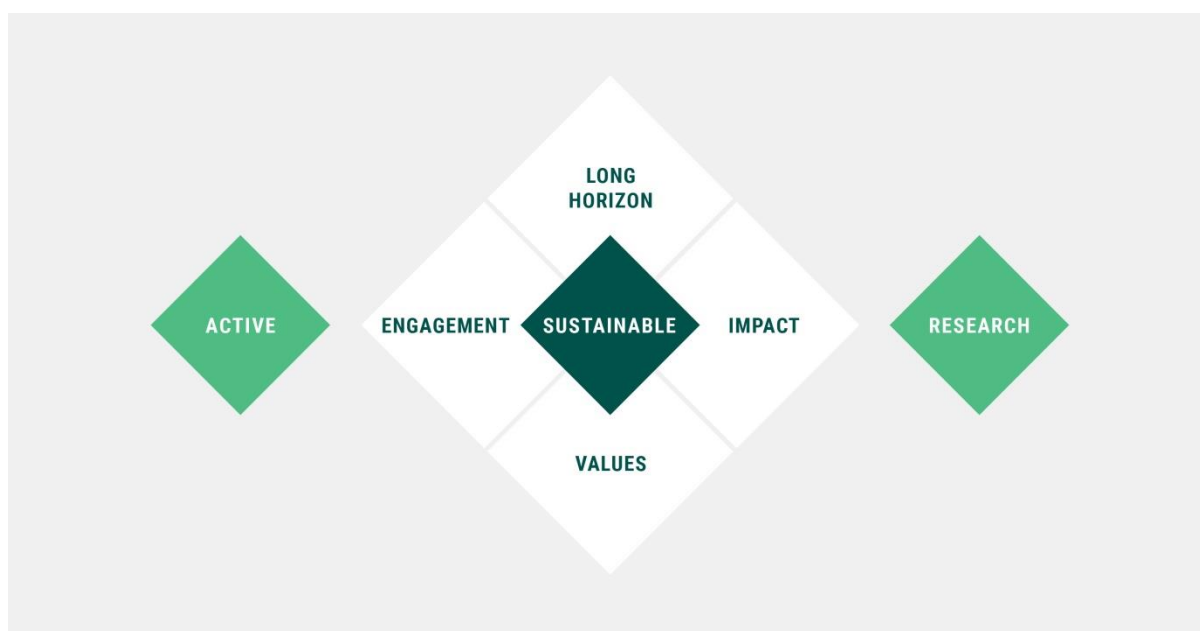 LONG
HORIZON
ACTIVE
ENGAGEMENT
SUSTAINABLE
IMPACT
RESEARCH
VALUES